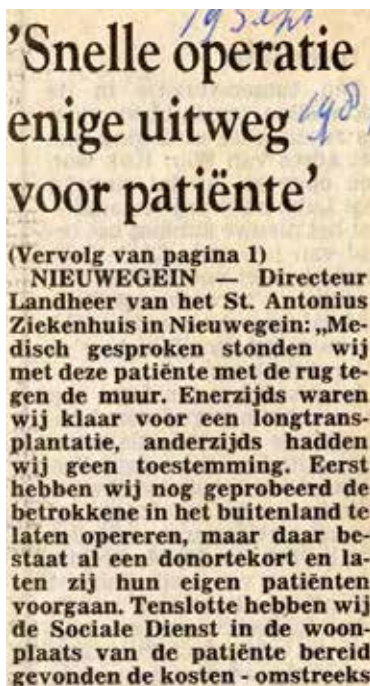 19 Sept
'Snelle operatie
enige uitweg
voor patiënte'
(Vervolg van pagina 1)
NIEUWEGEIN — Directeur
Landheer van het St. Antonius
Ziekenhuis in Nieuwegein: „Me-
disch gesproken stonden wij
met deze patiënte met de rug te-
gen de muur. Enerzijds waren
wij klaar voor een longtrans-
plantatie, anderzijds hadden
wij geen toestemming. Eerst
hebben wij nog geprobeerd de
betrokkene in het buitenland te
laten opereren, maar daar be-
staat al een donortekort en la-
ten zij hun eigen patiënten
voorgaan. Tenslotte hebben wij
de Sociale Dienst in de woon-
plaats van de patiënte bereid
gevonden de kosten - omstreeks